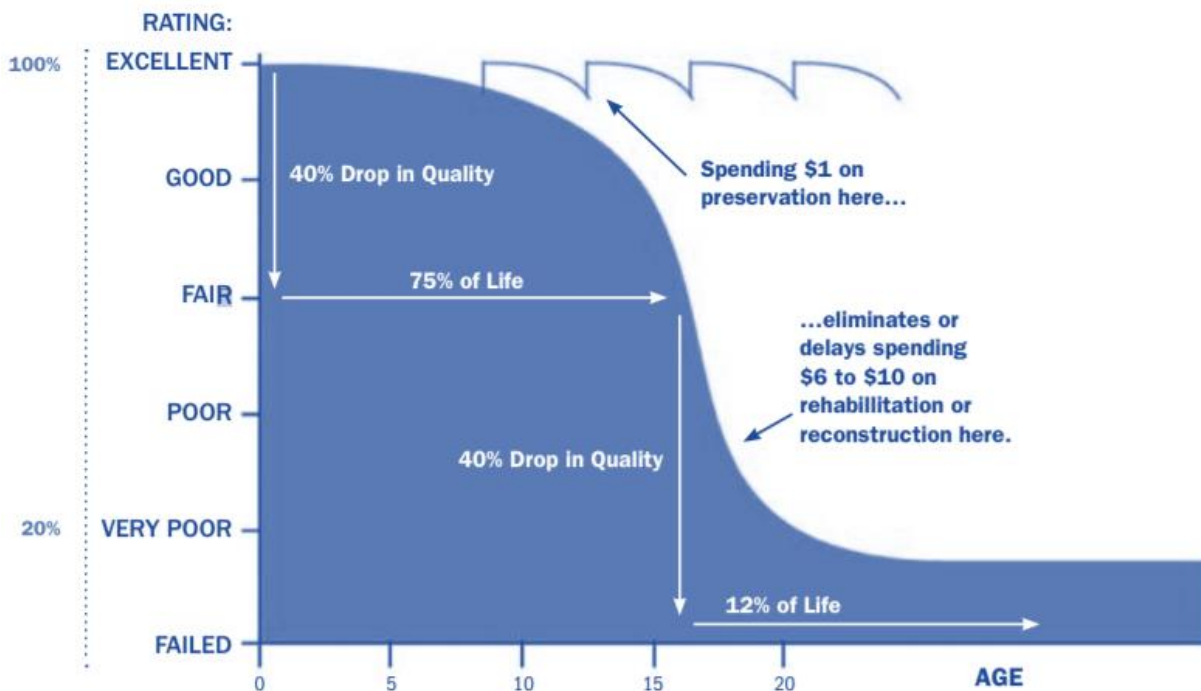 RATING:
100%
EXCELLENT
GOOD
40% Drop in Quality
Spending $1 on
preservation here...
75% of Life
FAIR
...eliminates or
delays spending
$6 to $10 on
rehabillitation or
reconstruction here.
POOR
40% Drop in Quality
20%
VERY POOR
12% of Life
FAILED
0
5
10
15
20
AGE